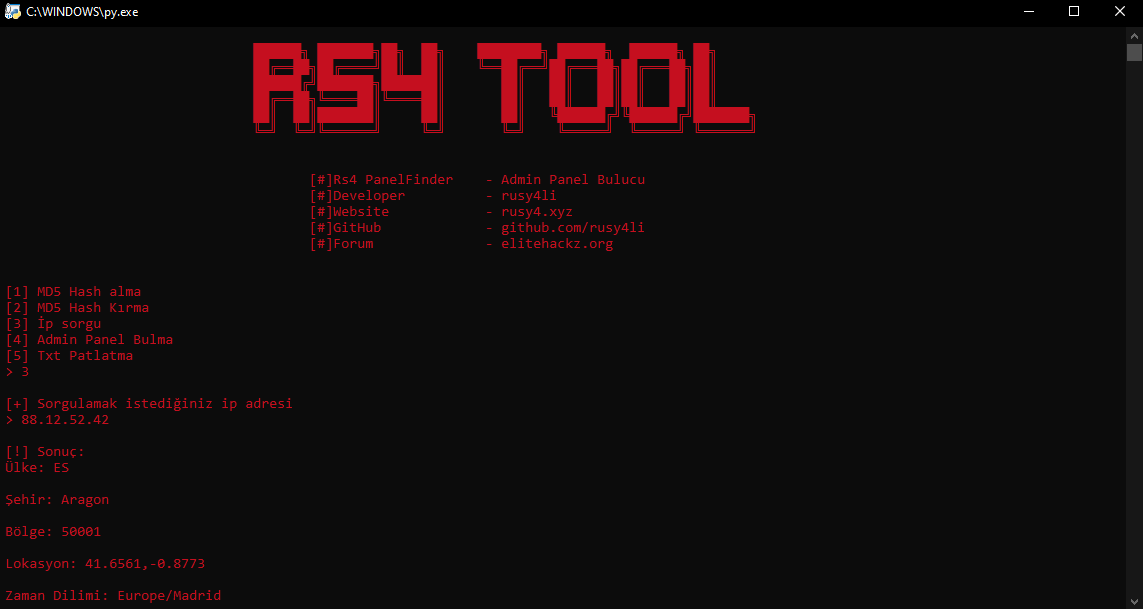 C:\WINDOWS\py.exe
RS4 TOOL
[#]Rs4 PanelFinder - Admin Panel Bulucu
[#]Developer - rusy4li
[#]Website - rusy4.xyz
[#]GitHub - github.com/rusy4li
[#]Forum - elitehackz.org
[1] MD5 Hash alma
[2] MD5 Hash Kırma
[3] İp sorgu
[4] Admin Panel Bulma
[5] Txt Patlatma
> 3
[+] Sorgulamak istediğiniz ip adresi
> 88.12.52.42
[!] Sonuç:
Ülke: ES
Şehir: Aragon
Bölge: 50001
Lokasyon: 41.6561,-0.8773
Zaman Dilimi: Europe/Madrid